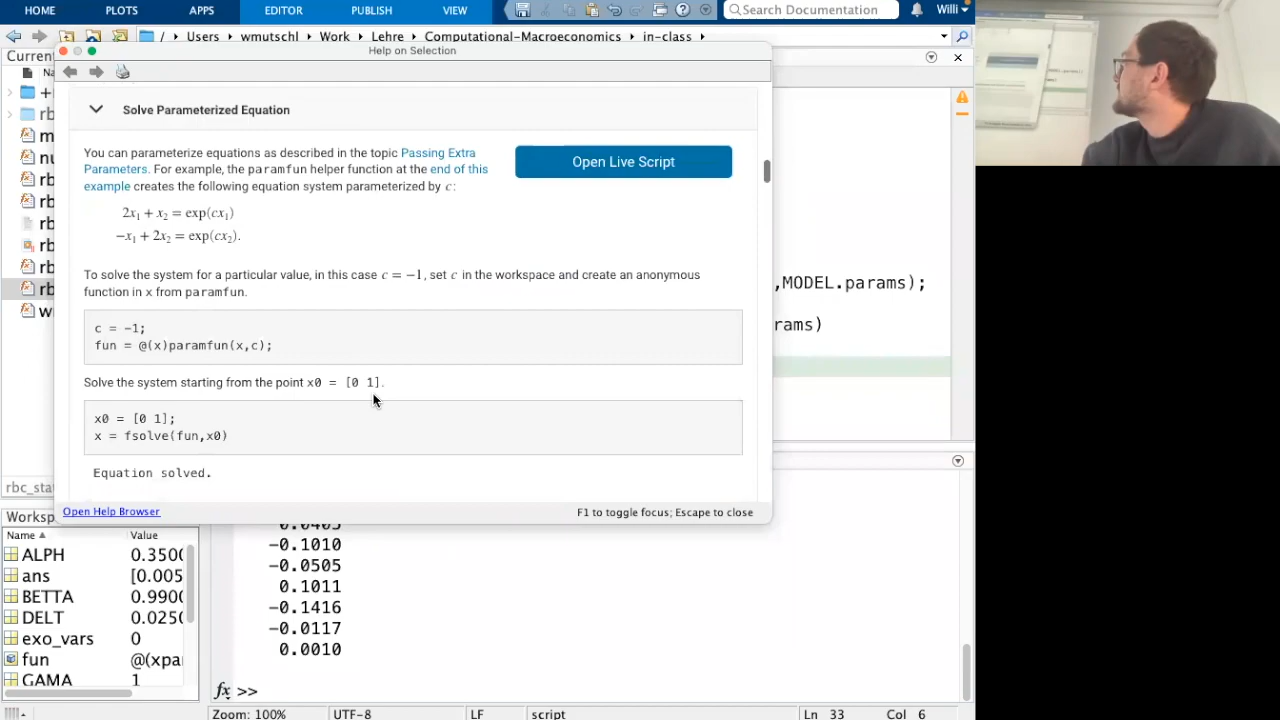 HOME PLOTS APPS EDITOR PUBLISH VIEW Search Documentation Willi
/ › Users › wmutschl › Work › Lehre › Computational-Macroeconomics › in-class ›
Help on Selection
Solve Parameterized Equation
You can parameterize equations as described in the topic Passing Extra
Parameters. For example, the paramfun helper function at the end of this
example creates the following equation system parameterized by c:
Open Live Script
2x₁ + x₂ = exp(cx₁)
−x₁ + 2x₂ = exp(cx₂).
To solve the system for a particular value, in this case c = −1, set c in the workspace and create an anonymous
function in x from paramfun.
c = -1;
fun = @(x)paramfun(x,c);
Solve the system starting from the point x0 = [0 1].
x0 = [0 1];
x = fsolve(fun,x0)
Equation solved.
Open Help Browser
F1 to toggle focus; Escape to close
,MODEL.params);
rams)
Name Value
ALPH 0.3500
ans [0.005
BETTA 0.9900
DELT 0.0250
exo_vars 0
fun @(xpa
GAMA 1
-0.1010
-0.0505
0.1011
-0.1416
-0.0117
0.0010
fx >>
Zoom: 100% UTF-8 LF script Ln 33 Col 6